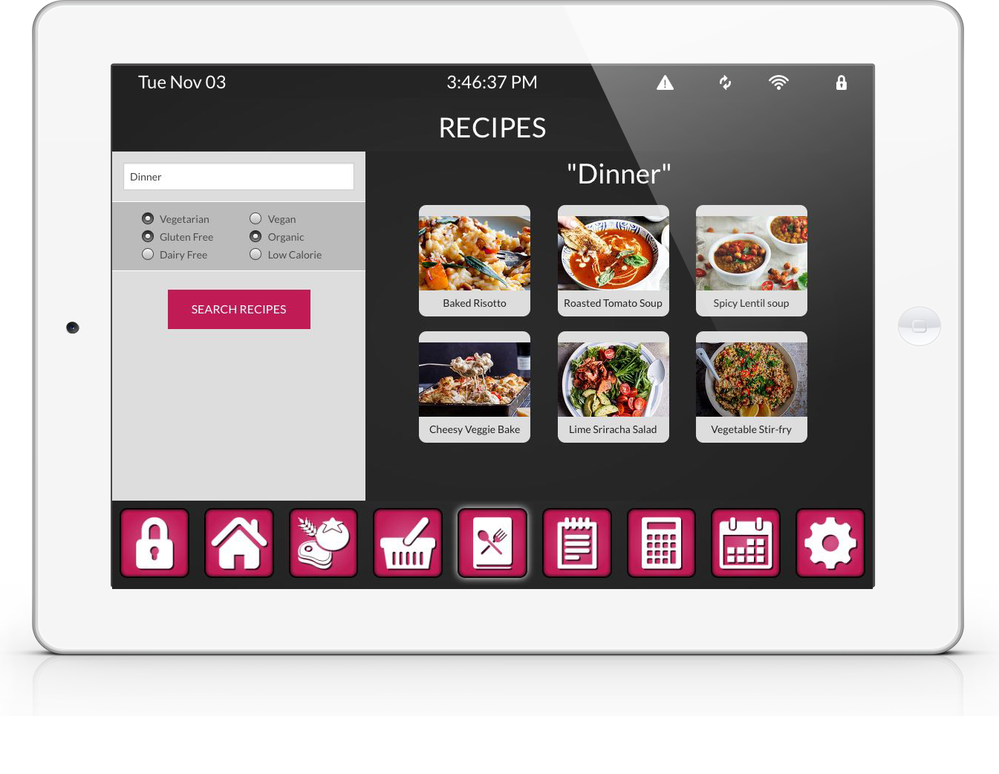 Tue Nov 03 3:46:37 PM
RECIPES
Dinner
Vegetarian Vegan
Gluten Free Organic
Dairy Free Low Calorie
SEARCH RECIPES
"Dinner"
Baked Risotto Roasted Tomato Soup Spicy Lentil soup
Cheesy Veggie Bake Lime Sriracha Salad Vegetable Stir-fry